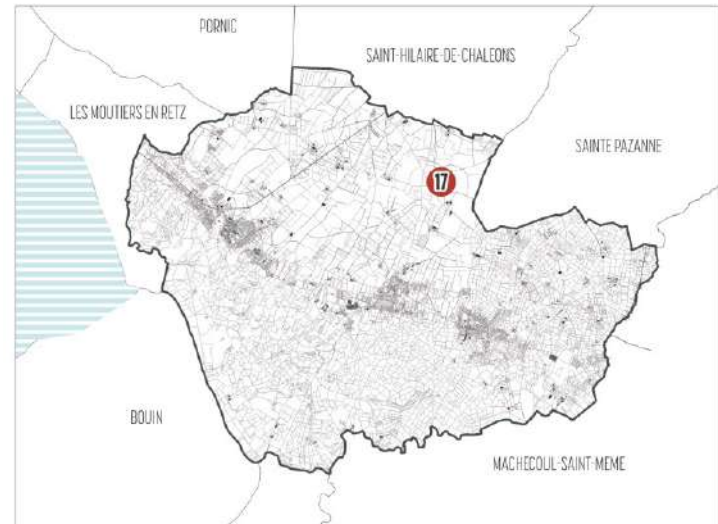 PORNIC
SAINT-HILAIRE-DE-CHALEONS
LES MOUTIERS EN RETZ
SAINTE PAZANNE
17
BOUIN
MACHECOUL-SAINT-MEME